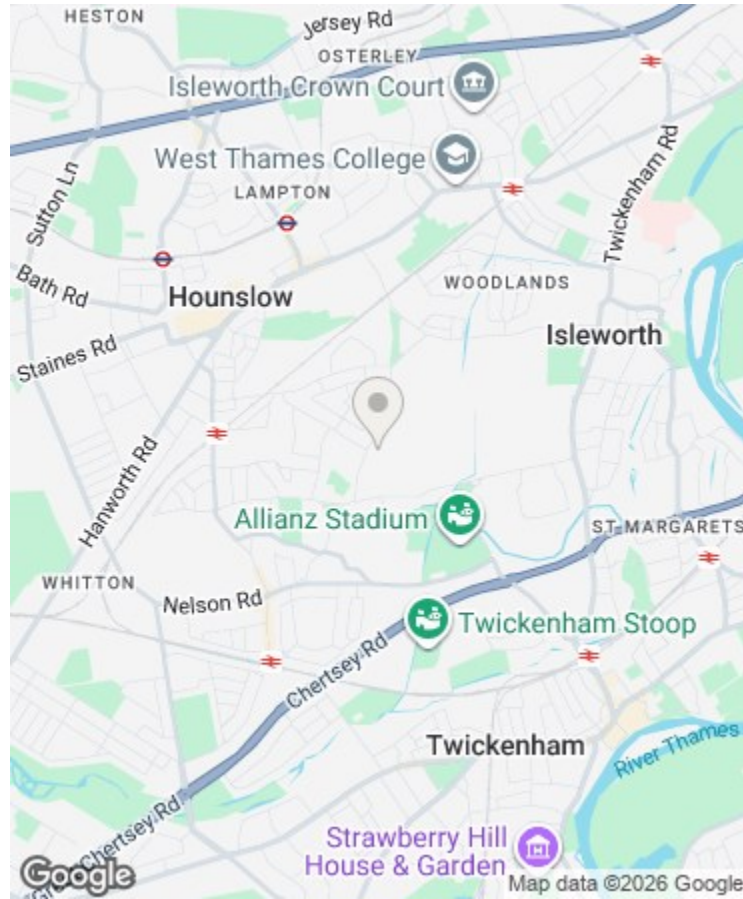 HESTON
Jersey Rd
OSTERLEY
Isleworth Crown Court
West Thames College
LAMPTON
Sutton Ln
Twickenham Rd
Bath Rd
Hounslow
WOODLANDS
Isleworth
Staines Rd
Hanworth Rd
Allianz Stadium
ST MARGARETS
WHITTON
Nelson Rd
Twickenham Stoop
Chertsey Rd
Twickenham
River Thames
Great Chertsey Rd
Strawberry Hill
House & Garden
Google
Map data ©2026 Google